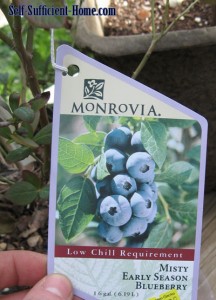 Self-Sufficient-Home.com
MONROVIA.
Low Chill Requirement
MISTY
EARLY SEASON
BLUEBERRY